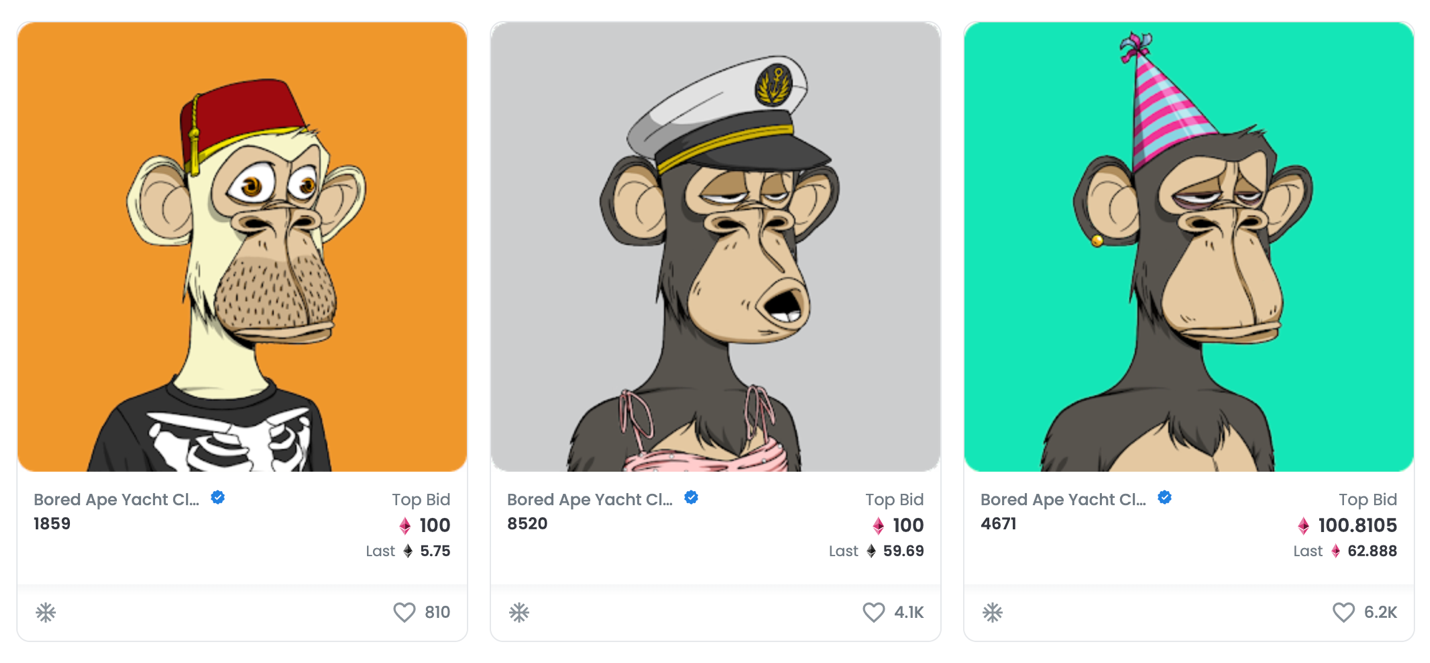 Bored Ape Yacht Cl... Top Bid
1859 100
Last 5.75
810
Bored Ape Yacht Cl... Top Bid
8520 100
Last 59.69
4.1K
Bored Ape Yacht Cl... Top Bid
4671 100.8105
Last 62.888
6.2K